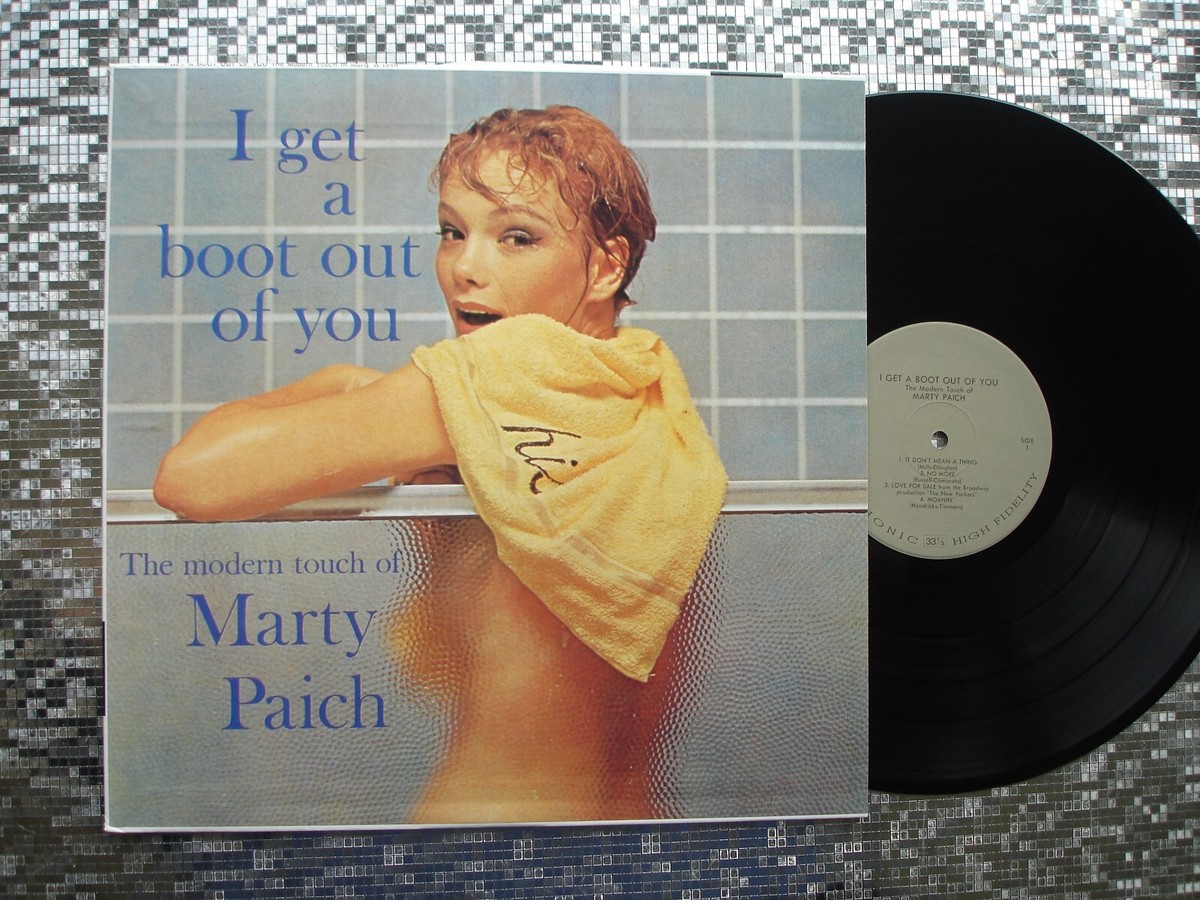 I get
a
boot out
of you
his
The modern touch of
Marty
Paich
I GET A BOOT OUT OF YOU
The Modern Touch of
MARTY PAICH
SIDE
1
1. IT DON'T MEAN A THING
(Mills-Ellington)
2. NO MORE
(Russell-Camarata)
3. LOVE FOR SALE from the Broadway
production "The New Yorkers"
4. MOANIN'
(Hendricks-Timmons)
33⅓ HIGH FIDELITY